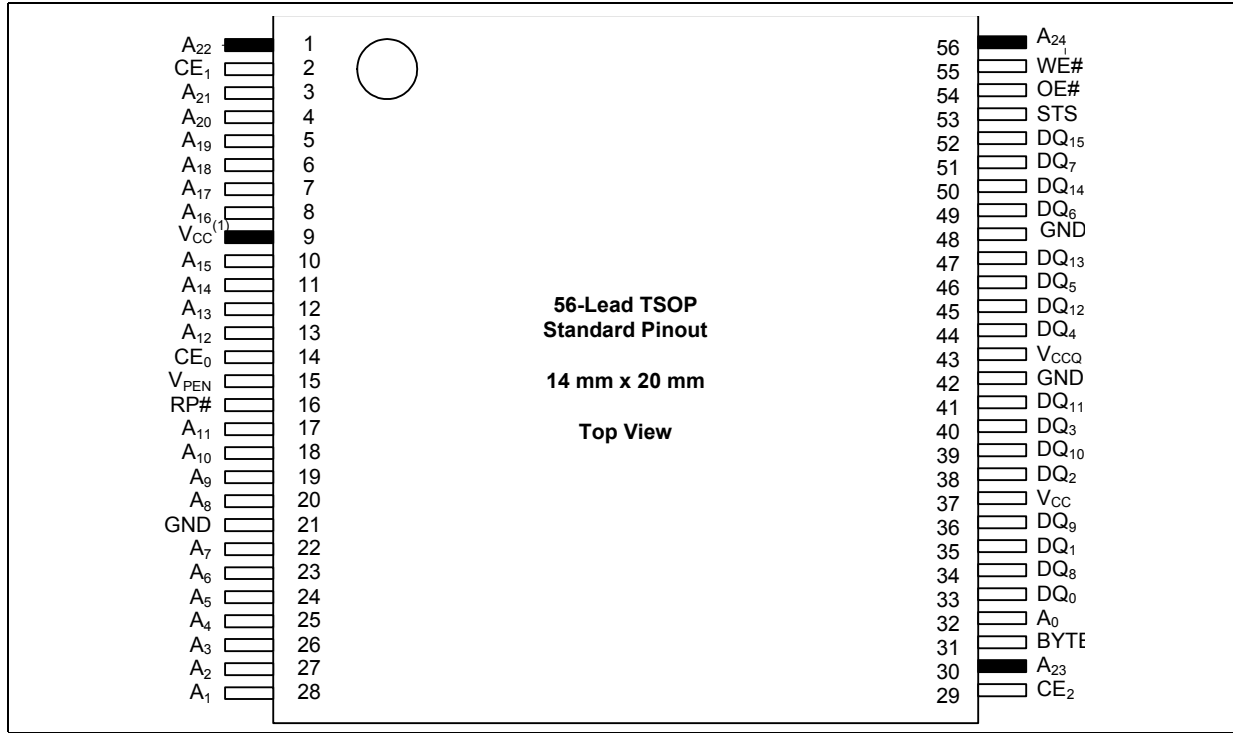 A22 1
CE1 2
A21 3
A20 4
A19 5
A18 6
A17 7
A16 8
VCC(1) 9
A15 10
A14 11
A13 12
A12 13
CE0 14
VPEN 15
RP# 16
A11 17
A10 18
A9 19
A8 20
GND 21
A7 22
A6 23
A5 24
A4 25
A3 26
A2 27
A1 28
56-Lead TSOP
Standard Pinout
14 mm x 20 mm
Top View
56 A24
55 WE#
54 OE#
53 STS
52 DQ15
51 DQ7
50 DQ14
49 DQ6
48 GND
47 DQ13
46 DQ5
45 DQ12
44 DQ4
43 VCCQ
42 GND
41 DQ11
40 DQ3
39 DQ10
38 DQ2
37 VCC
36 DQ9
35 DQ1
34 DQ8
33 DQ0
32 A0
31 BYTE
30 A23
29 CE2